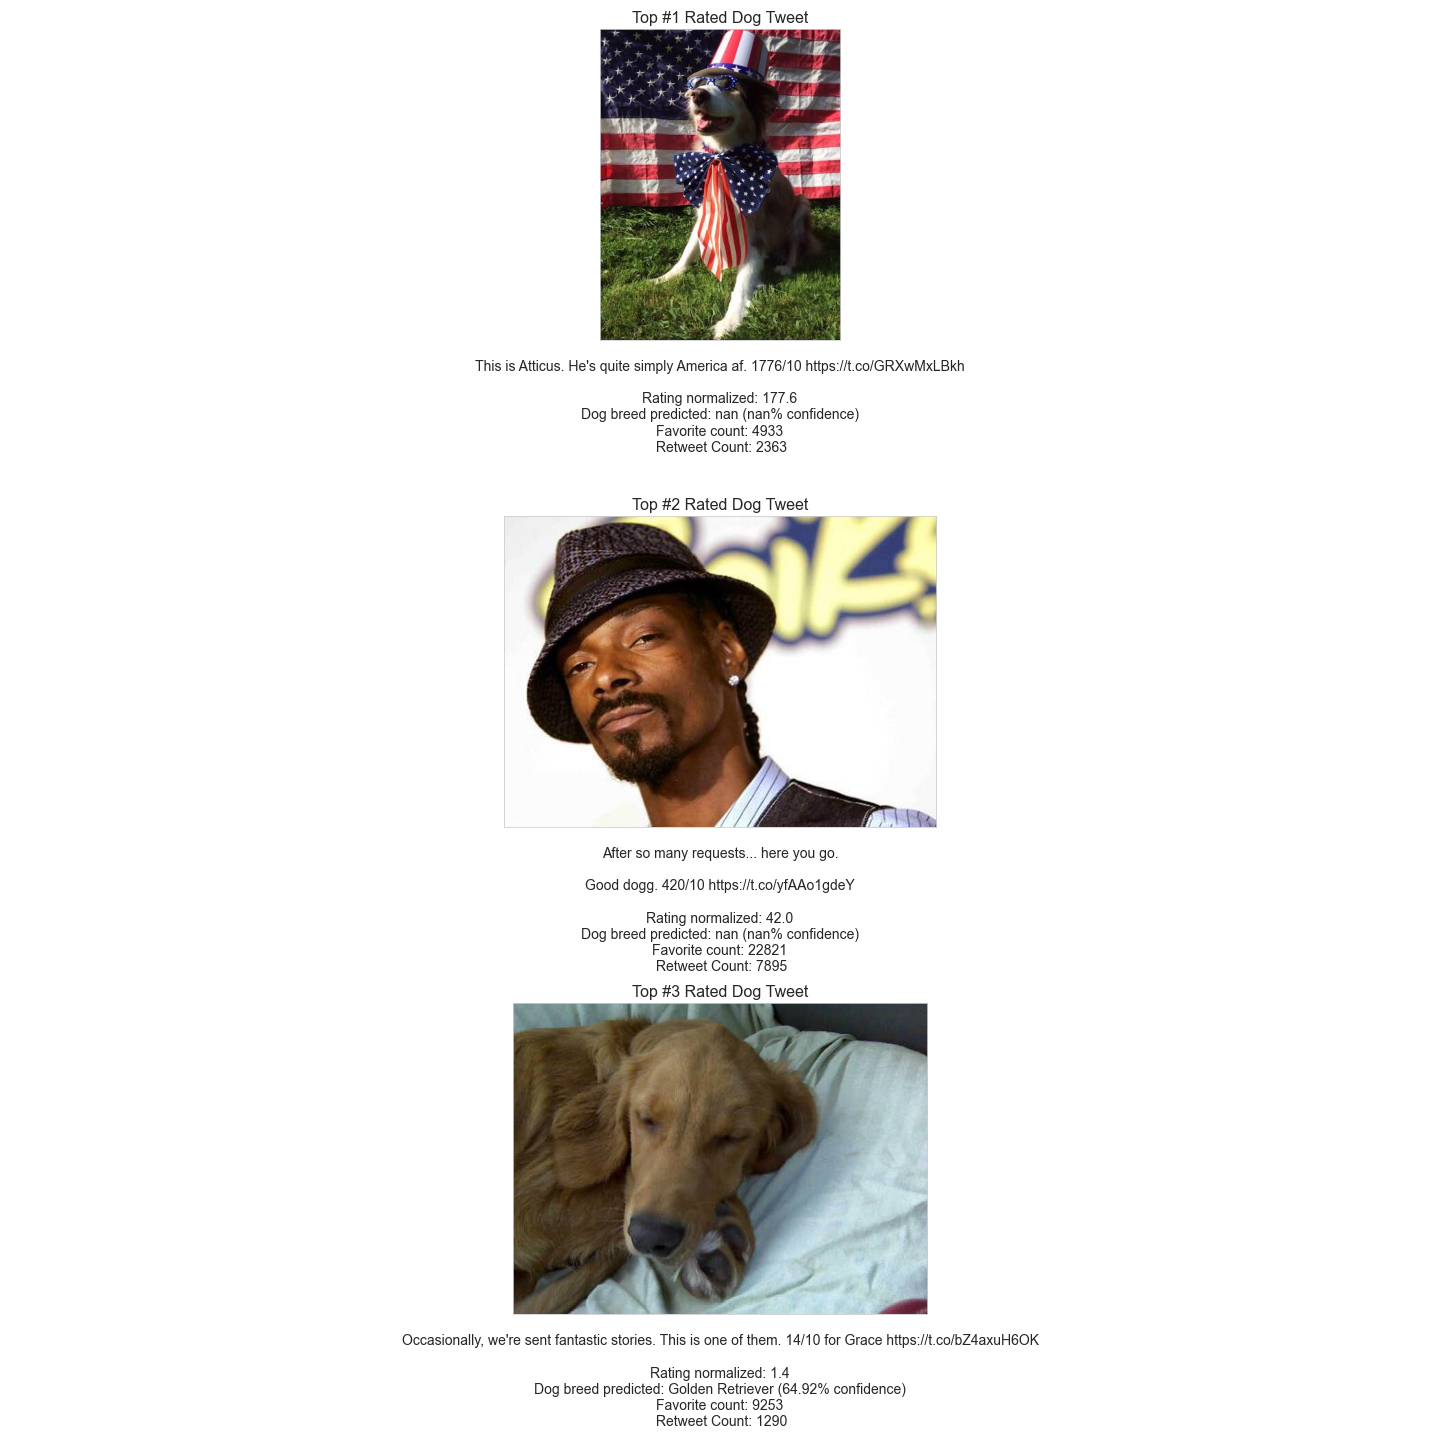 Top #1 Rated Dog Tweet
This is Atticus. He's quite simply America af. 1776/10 https://t.co/GRXwMxLBkh
Rating normalized: 177.6
Dog breed predicted: nan (nan% confidence)
Favorite count: 4933
Retweet Count: 2363
Top #2 Rated Dog Tweet
After so many requests... here you go.
Good dogg. 420/10 https://t.co/yfAAo1gdeY
Rating normalized: 42.0
Dog breed predicted: nan (nan% confidence)
Favorite count: 22821
Retweet Count: 7895
Top #3 Rated Dog Tweet
Occasionally, we're sent fantastic stories. This is one of them. 14/10 for Grace https://t.co/bZ4axuH6OK
Rating normalized: 1.4
Dog breed predicted: Golden Retriever (64.92% confidence)
Favorite count: 9253
Retweet Count: 1290